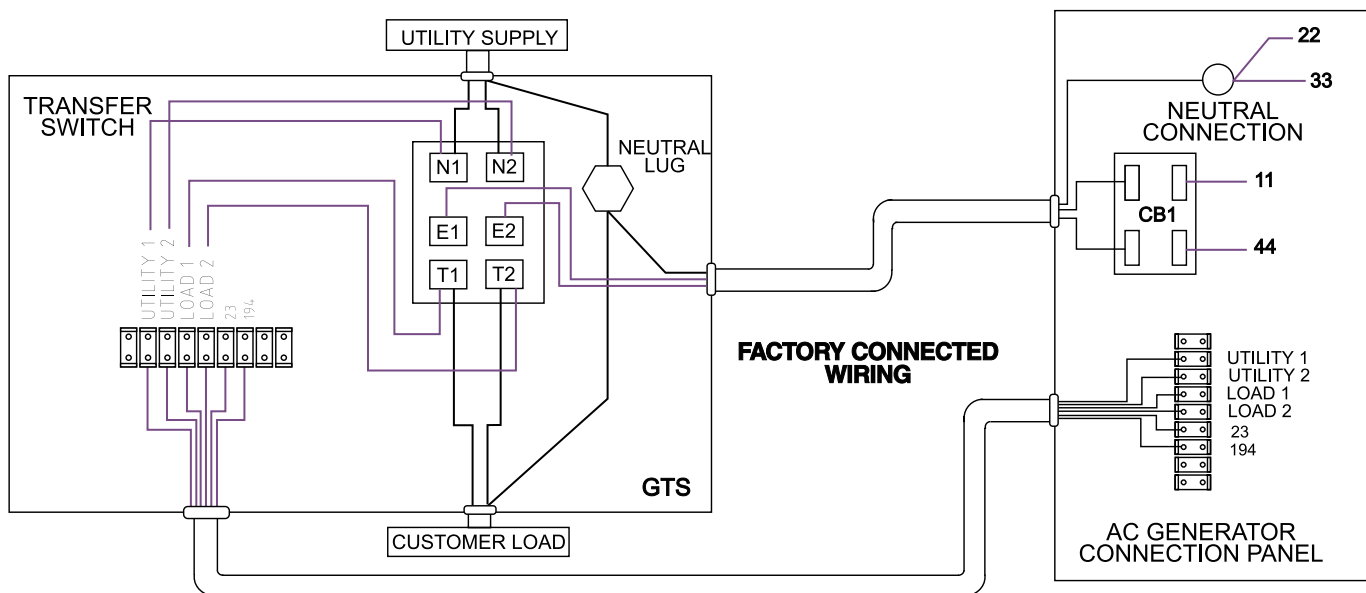 UTILITY SUPPLY
TRANSFER
SWITCH
N1
N2
NEUTRAL
LUG
E1
E2
T1
T2
UTILITY 1
UTILITY 2
LOAD 1
LOAD 2
23
194
GTS
CUSTOMER LOAD
FACTORY CONNECTED
WIRING
22
33
NEUTRAL
CONNECTION
11
CB1
44
UTILITY 1
UTILITY 2
LOAD 1
LOAD 2
23
194
AC GENERATOR
CONNECTION PANEL